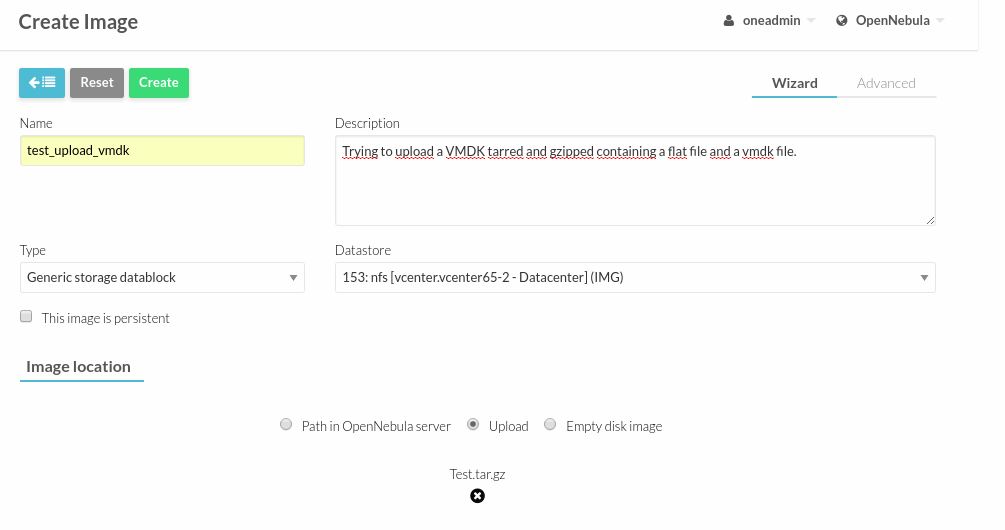 Create Image
oneadmin
OpenNebula
Reset
Create
Wizard
Advanced
Name
Description
test_upload_vmdk
Trying to upload a VMDK tarred and gzipped containing a flat file and a vmdk file.
Type
Datastore
Generic storage datablock
153: nfs [vcenter.vcenter65-2 - Datacenter] (IMG)
This image is persistent
Image location
Path in OpenNebula server
Upload
Empty disk image
Test.tar.gz